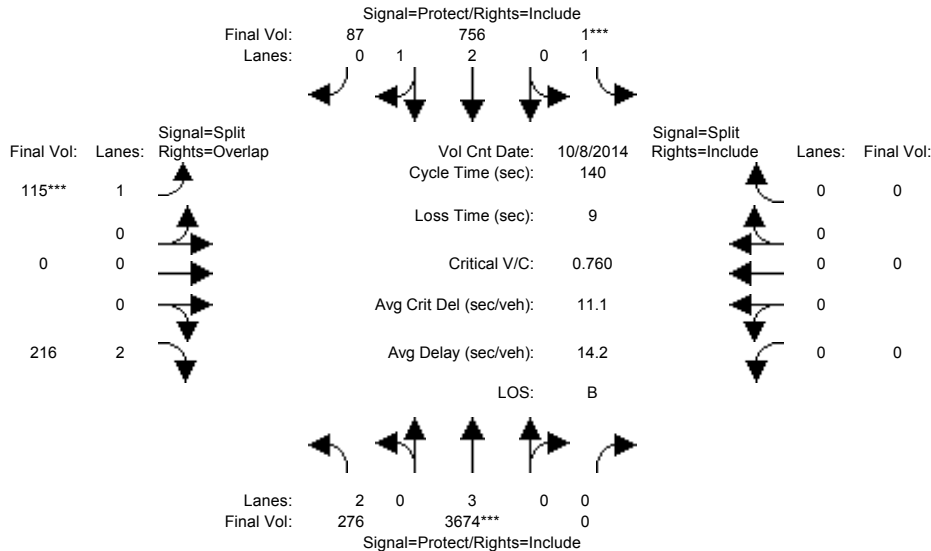 Signal=Protect/Rights=Include
Final Vol: 87 756 1***
Lanes: 0 1 2 0 1
Signal=Split Signal=Split
Final Vol: Lanes: Rights=Overlap Vol Cnt Date: 10/8/2014 Rights=Include Lanes: Final Vol:
Cycle Time (sec): 140
115*** 1 0 0
Loss Time (sec): 9
0 0
0 0 Critical V/C: 0.760 0 0
0 Avg Crit Del (sec/veh): 11.1 0
216 2 Avg Delay (sec/veh): 14.2 0 0
LOS: B
Lanes: 2 0 3 0 0
Final Vol: 276 3674*** 0
Signal=Protect/Rights=Include